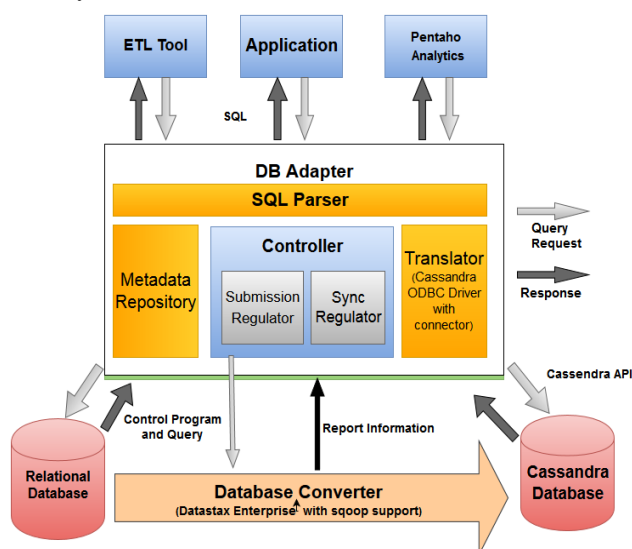 ETL Tool
Application
Pentaho
Analytics
SQL
DB Adapter
SQL Parser
Metadata
Repository
Controller
Submission
Regulator
Sync
Regulator
Translator
(Cassandra
ODBC Driver
with
connector)
Query
Request
Response
Cassendra API
Control Program
and Query
Report Information
Relational
Database
Database Converter
(Datastax Enterprise with sqoop support)
Cassandra
Database